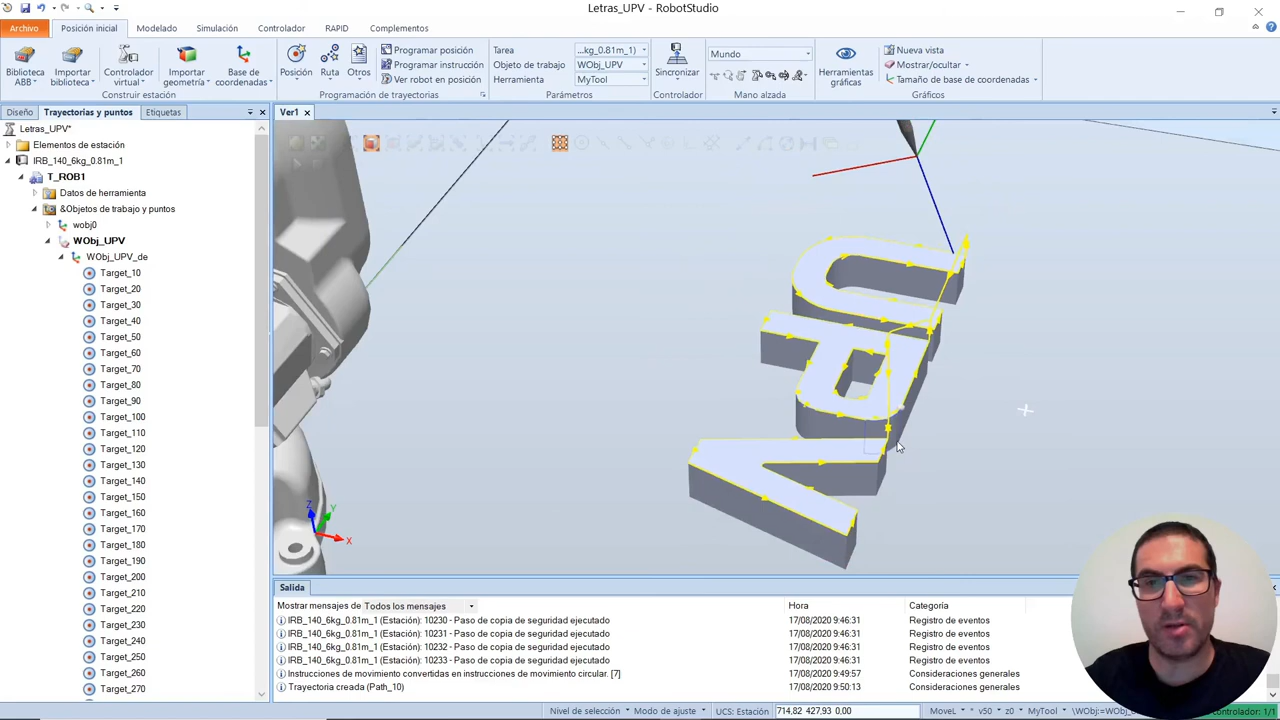 Letras_UPV - RobotStudio
Archivo
Posición inicial
Modelado
Simulación
Controlador
RAPID
Complementos
Biblioteca ABB
Importar biblioteca
Controlador virtual
Importar geometría
Base de coordenadas
Construir estación
Posición
Ruta
Otros
Programar posición
Programar instrucción
Ver robot en posición
Programación de trayectorias
Tarea ...kg_0.81m_1)
Objeto de trabajo WObj_UPV
Herramienta MyTool
Parámetros
Sincronizar
Controlador
Mundo
Mano alzada
Herramientas gráficas
Nueva vista
Mostrar/ocultar
Tamaño de base de coordenadas
Gráficos
Diseño
Trayectorias y puntos
Etiquetas
Ver1
Letras_UPV*
Elementos de estación
IRB_140_6kg_0.81m_1
T_ROB1
Datos de herramienta
&Objetos de trabajo y puntos
wobj0
WObj_UPV
WObj_UPV_de
Target_10
Target_20
Target_30
Target_40
Target_50
Target_60
Target_70
Target_80
Target_90
Target_100
Target_110
Target_120
Target_130
Target_140
Target_150
Target_160
Target_170
Target_180
Target_190
Target_200
Target_210
Target_220
Target_230
Target_240
Target_250
Target_260
Target_270
UPV
Z
Y
X
Salida
Mostrar mensajes de Todos los mensajes Hora Categoría
IRB_140_6kg_0.81m_1 (Estación): 10230 - Paso de copia de seguridad ejecutado 17/08/2020 9:46:31 Registro de eventos
IRB_140_6kg_0.81m_1 (Estación): 10231 - Paso de copia de seguridad ejecutado 17/08/2020 9:46:31 Registro de eventos
IRB_140_6kg_0.81m_1 (Estación): 10232 - Paso de copia de seguridad ejecutado 17/08/2020 9:46:31 Registro de eventos
IRB_140_6kg_0.81m_1 (Estación): 10233 - Paso de copia de seguridad ejecutado 17/08/2020 9:46:31 Registro de eventos
Instrucciones de movimiento convertidas en instrucciones de movimiento circular. [7] 17/08/2020 9:49:57 Consideraciones generales
Trayectoria creada (Path_10) 17/08/2020 9:50:13 Consideraciones generales
Nivel de selección Modo de ajuste UCS: Estación 714,82 427,93 0,00 MoveL v50 z0 MyTool \WObj:=WObj_ controlador: 1/1